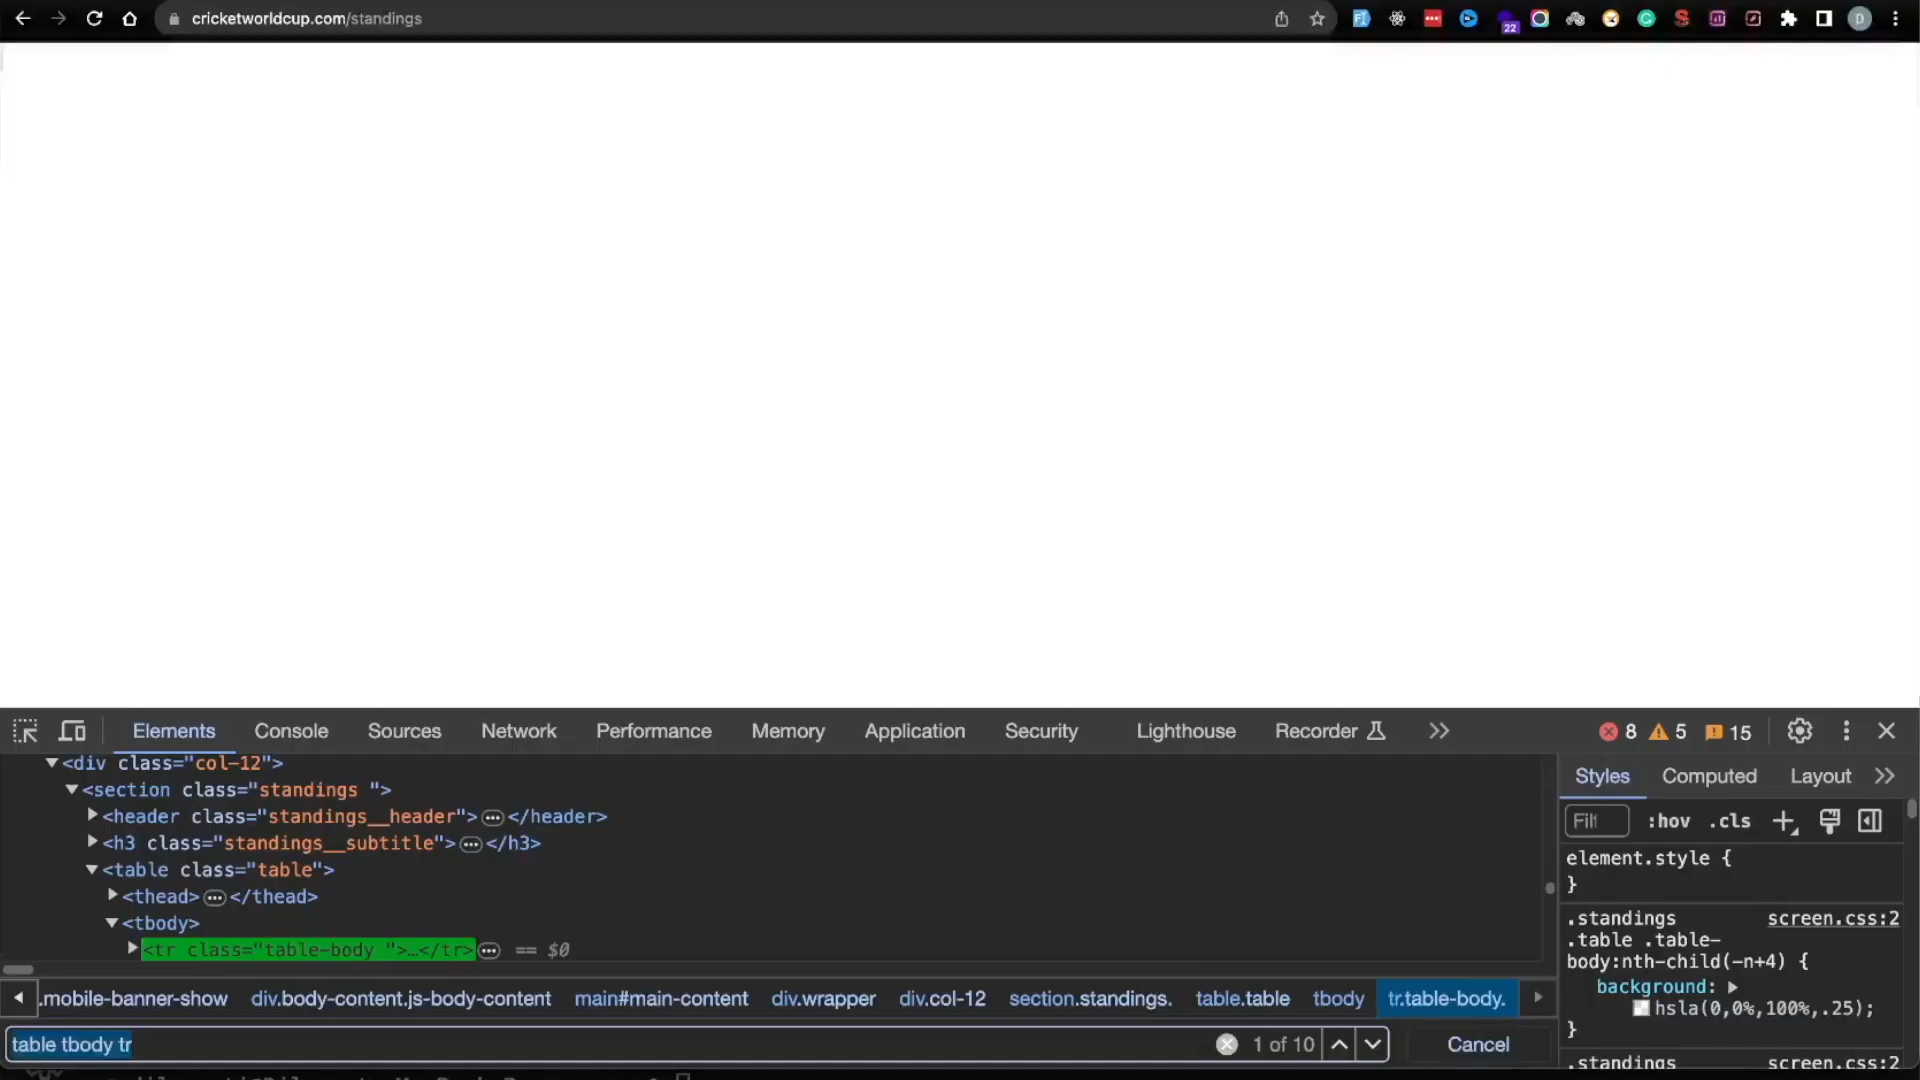 cricketworldcup.com/standings
22
Elements Console Sources Network Performance Memory Application Security Lighthouse Recorder 8 5 15
<div class="col-12">
<section class="standings ">
<header class="standings__header">…</header>
<h3 class="standings__subtitle">…</h3>
<table class="table">
<thead>…</thead>
<tbody>
<tr class="table-body ">…</tr> … == $0
.mobile-banner-show div.body-content.js-body-content main#main-content div.wrapper div.col-12 section.standings. table.table tbody tr.table-body.
table tbody tr 1 of 10 Cancel
Styles Computed Layout
:hov .cls
element.style {
}
.standings screen.css:2
.table .table-
body:nth-child(-n+4) {
background:
hsla(0,0%,100%,.25);
}
.standings screen.css:2